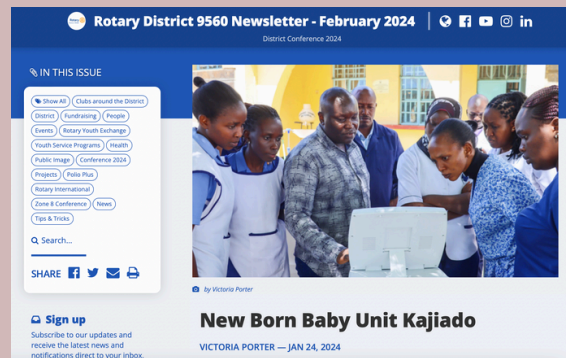 Rotary District 9560 Newsletter - February 2024
District Conference 2024
IN THIS ISSUE
Show All
Clubs around the District
District
Fundraising
People
Events
Rotary Youth Exchange
Youth Service Programs
Health
Public Image
Conference 2024
Projects
Polio Plus
Rotary International
Zone 8 Conference
News
Tips & Tricks
Search...
SHARE
Sign up
Subscribe to our updates and
receive the latest news and
notifications direct to your inbox.
by Victoria Porter
New Born Baby Unit Kajiado
VICTORIA PORTER — JAN 24, 2024